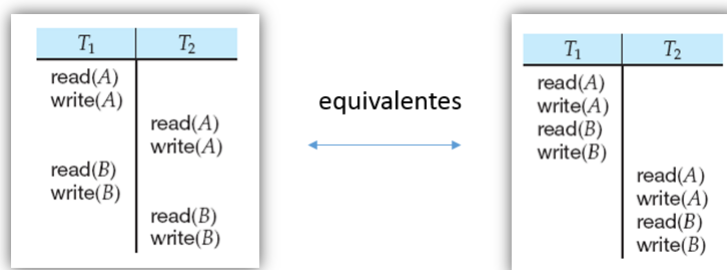 T1 T2
read(A)
write(A)
read(A)
write(A)
read(B)
write(B)
read(B)
write(B)
equivalentes
T1 T2
read(A)
write(A)
read(B)
write(B)
read(A)
write(A)
read(B)
write(B)